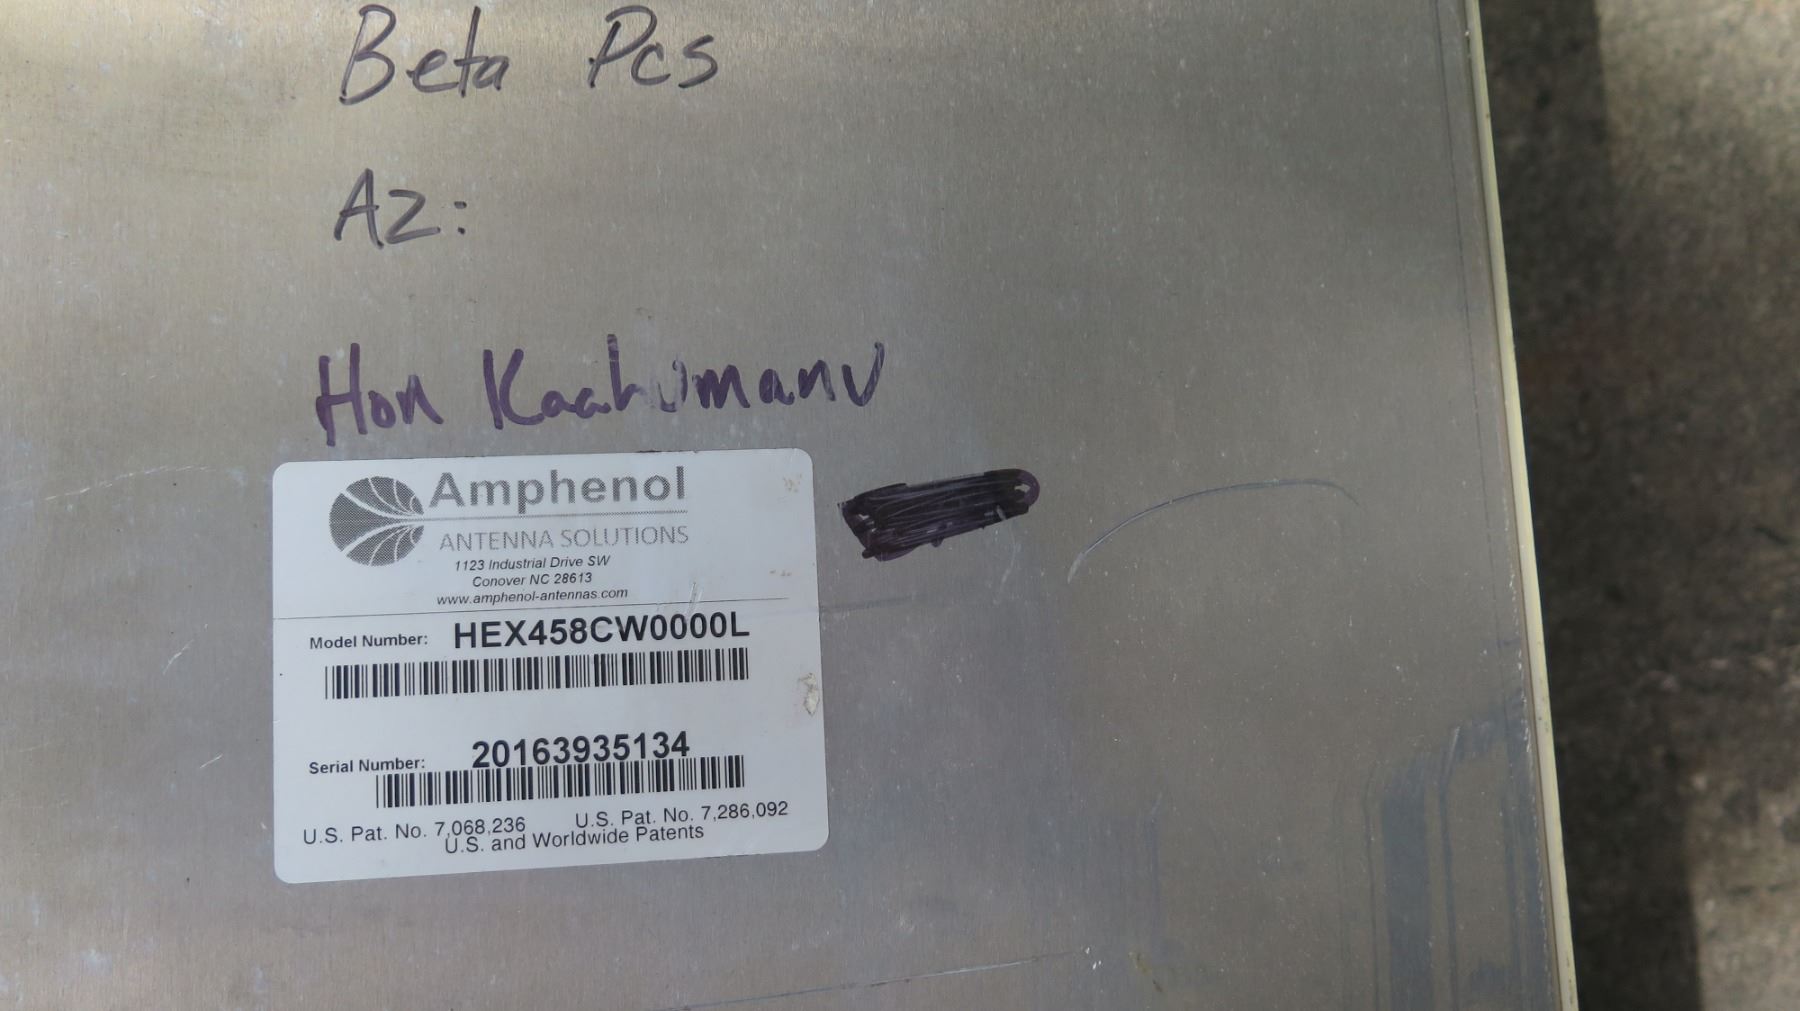 Beta Pcs
AZ:
Hon Kaahumanu
Amphenol
ANTENNA SOLUTIONS
1123 Industrial Drive SW
Conover NC 28613
www.amphenol-antennas.com
Model Number: HEX458CW0000L
Serial Number: 20163935134
U.S. Pat. No. 7,068,236 U.S. Pat. No. 7,286,092
U.S. and Worldwide Patents